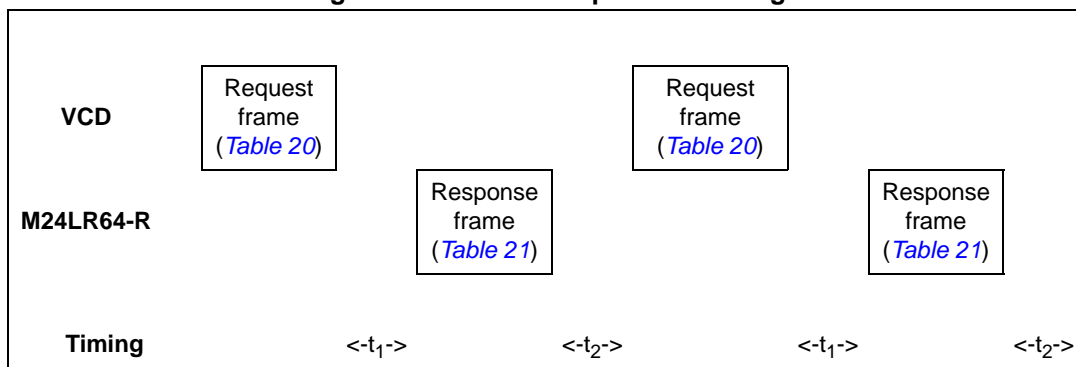 VCD
Request
frame
(Table 20)
Request
frame
(Table 20)
M24LR64-R
Response
frame
(Table 21)
Response
frame
(Table 21)
Timing <-t1-> <-t2-> <-t1-> <-t2->